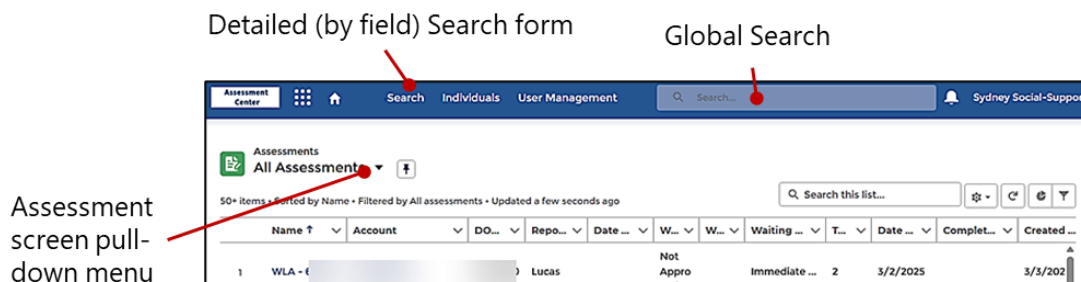 Detailed (by field) Search form
Global Search
Assessment
Center
Search Individuals User Management
Search...
Sydney Social-Suppor
Assessments
All Assessments
50+ items • Sorted by Name • Filtered by All assessments • Updated a few seconds ago
Search this list...
Assessment
screen pull-
down menu
Name ↑ Account DO... Repo... Date ... W... W... Waiting ... T... Date ... Complet... Created ...
1 WLA - Lucas Not
Appro Immediate ... 2 3/2/2025 3/3/202